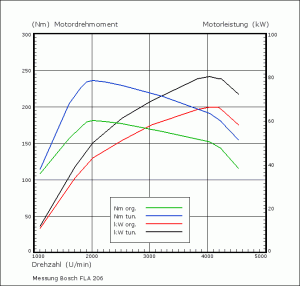 (Nm) Motordrehmoment Motorleistung (kW)
300 100
250 80
200 60
150 40
100 20
50 0
Nm org.
Nm tun.
kW org.
kW tun.
1000 2000 3000 4000 5000
Drehzahl (U/min)
Messung Bosch FLA 206